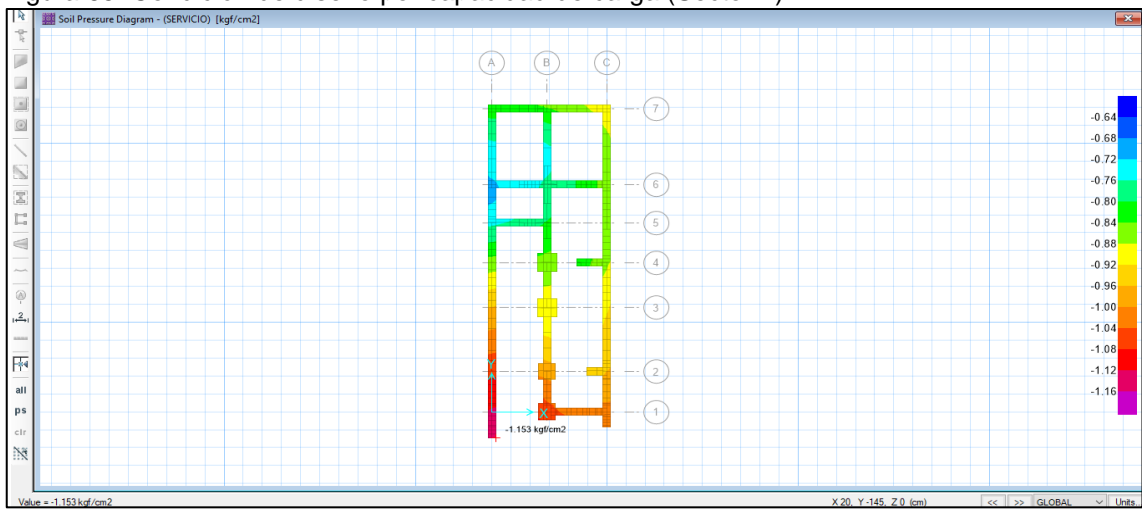 Soil Pressure Diagram - (SERVICIO) [kgf/cm2]
A B C
7
6
5
4
3
2
1
Y
X
-1.153 kgf/cm2
-0.64
-0.68
-0.72
-0.76
-0.80
-0.84
-0.88
-0.92
-0.96
-1.00
-1.04
-1.08
-1.12
-1.16
2
all
ps
clr
Value = -1.153 kgf/cm2
X 20, Y -145, Z 0 (cm)
<< >> GLOBAL Units...